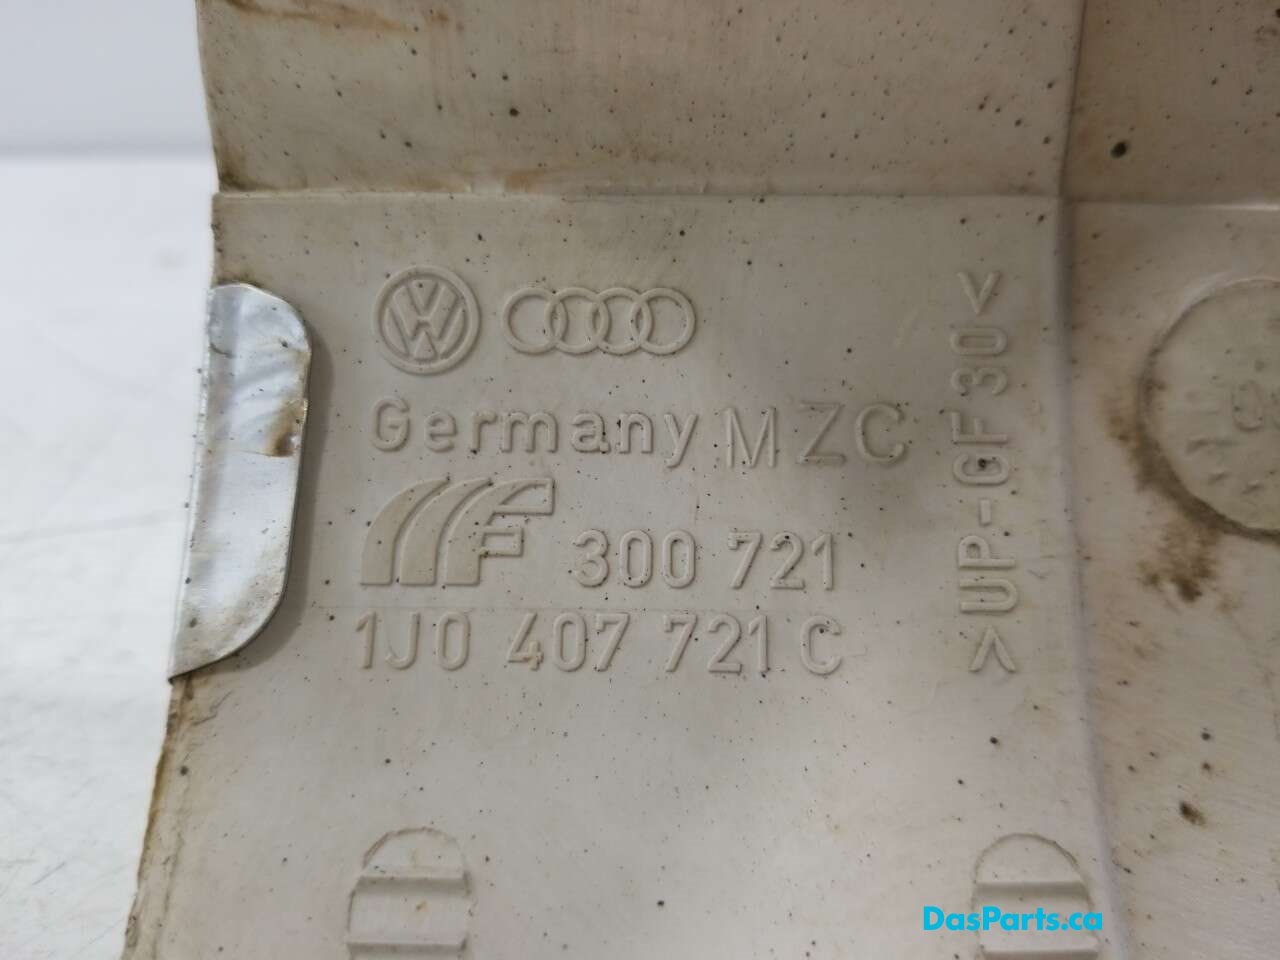 Germany MZC
300 721
1J0 407 721 C
>UP-GF 30<
DasParts.ca